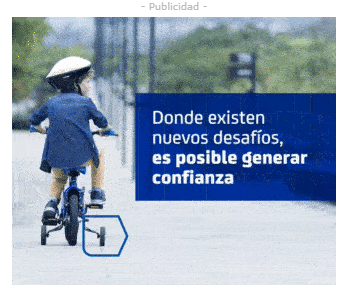 - Publicidad -
Donde existen
nuevos desafíos,
es posible generar
confianza